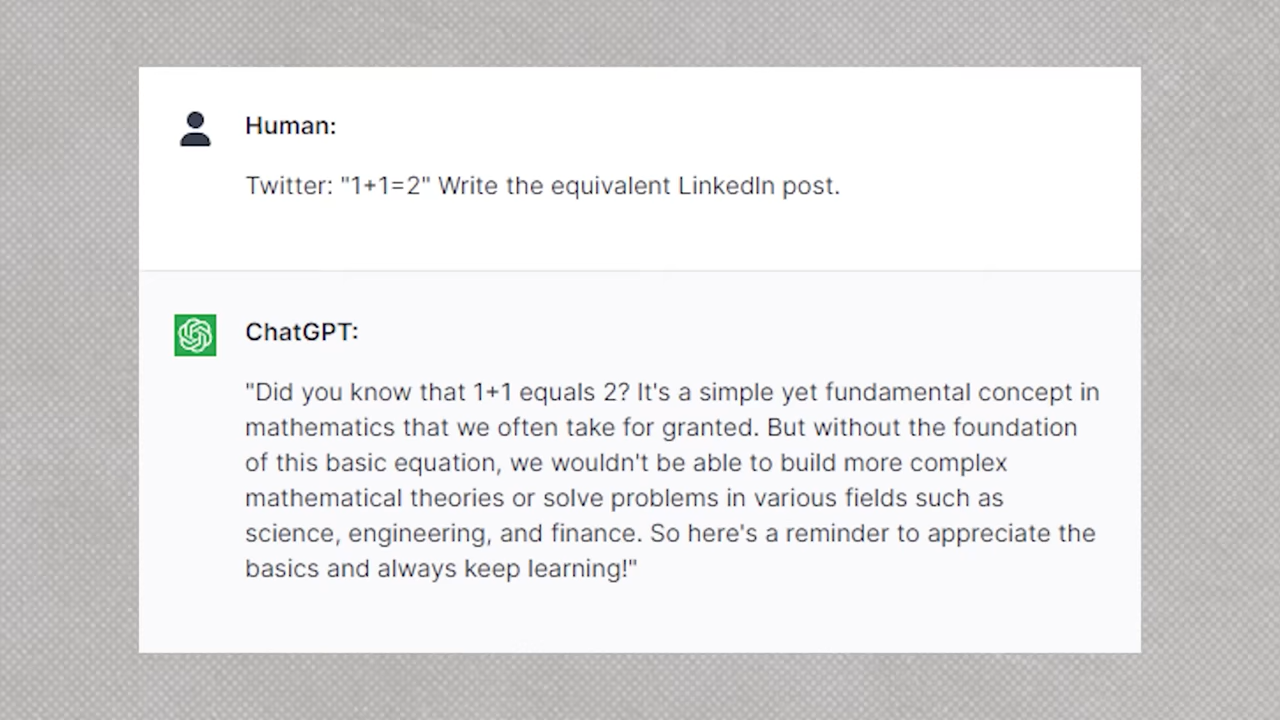 Human:
Twitter: "1+1=2" Write the equivalent LinkedIn post.
ChatGPT:
"Did you know that 1+1 equals 2? It's a simple yet fundamental concept in
mathematics that we often take for granted. But without the foundation
of this basic equation, we wouldn't be able to build more complex
mathematical theories or solve problems in various fields such as
science, engineering, and finance. So here's a reminder to appreciate the
basics and always keep learning!"